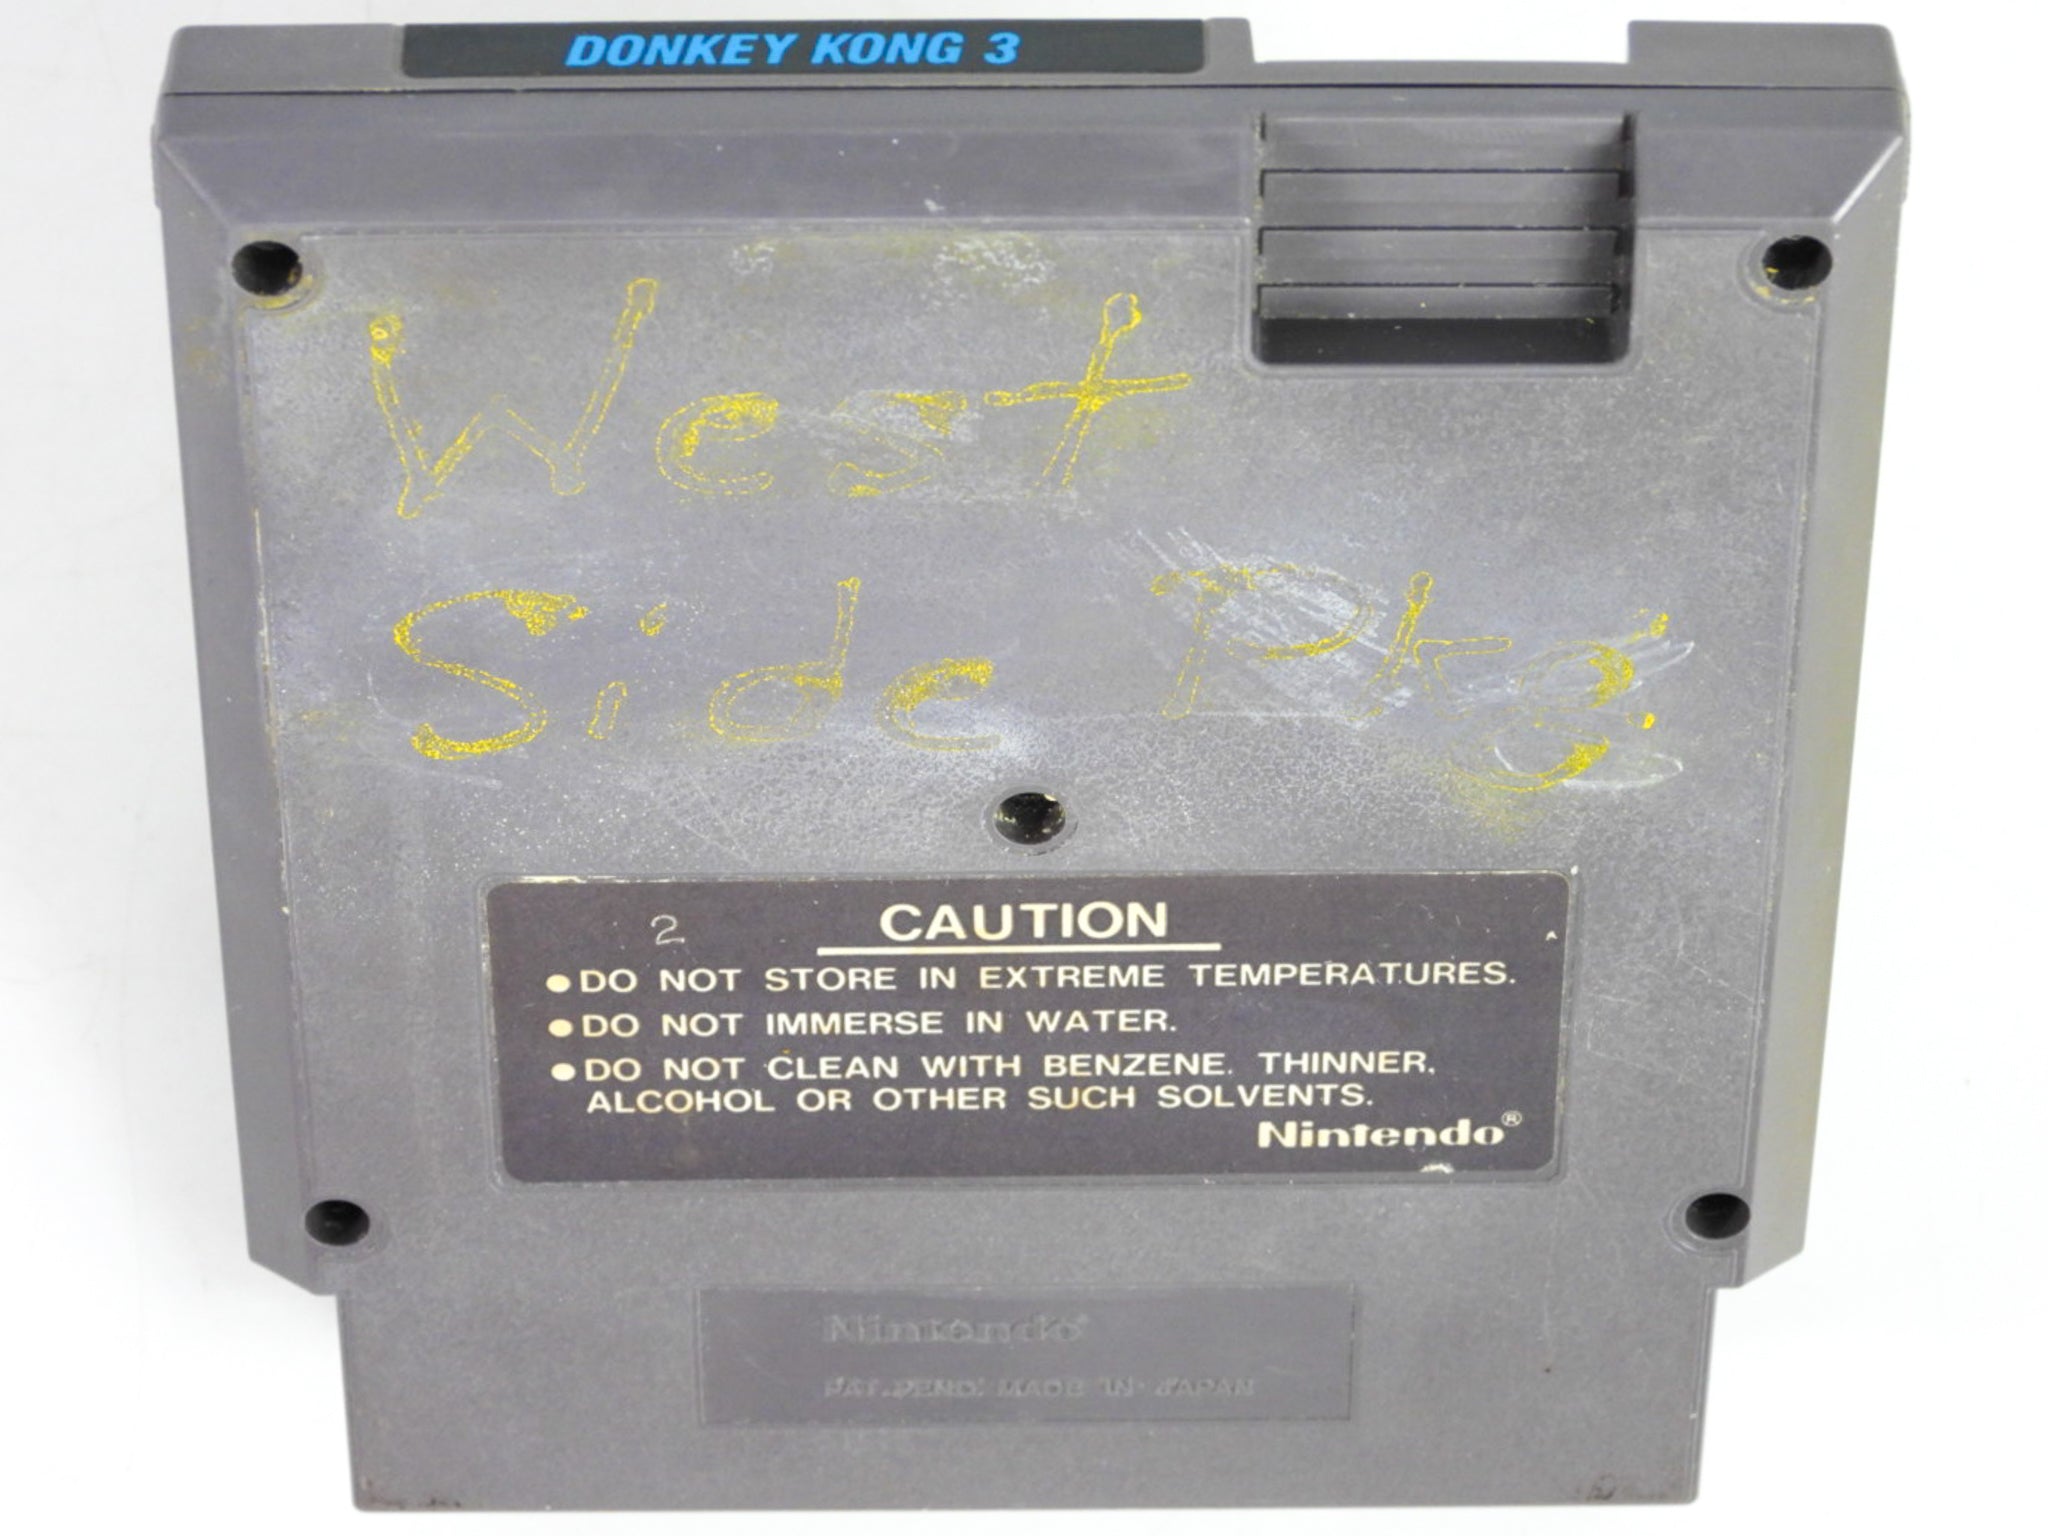 DONKEY KONG 3
West
Side Pkg
2
CAUTION
●DO NOT STORE IN EXTREME TEMPERATURES.
●DO NOT IMMERSE IN WATER.
●DO NOT CLEAN WITH BENZENE. THINNER,
ALCOHOL OR OTHER SUCH SOLVENTS.
Nintendo®
Nintendo®
PAT.PEND. MADE IN JAPAN